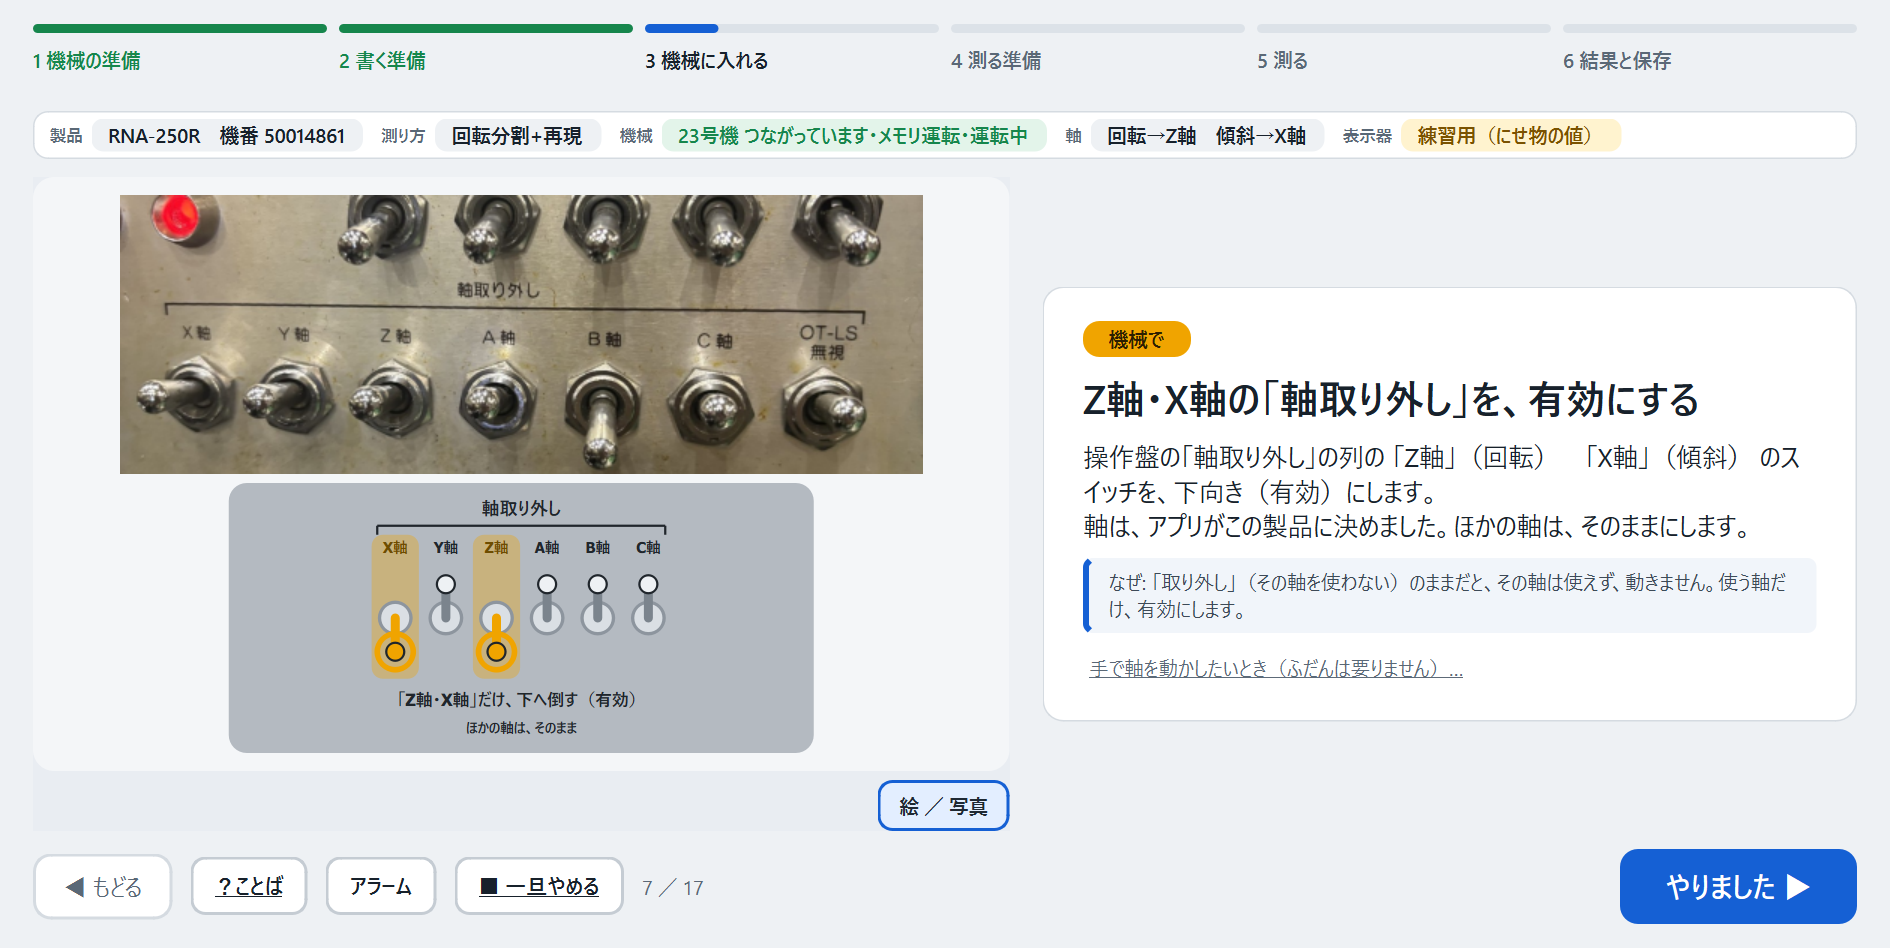 1 機械の準備
2 書く準備
3 機械に入れる
4 測る準備
5 測る
6 結果と保存
製品 RNA-250R 機番 50014861 測り方 回転分割+再現 機械 23号機 つながっています・メモリ運転・運転中 軸 回転→Z軸 傾斜→X軸 表示器 練習用（にせ物の値）
軸取り外し
X軸 Y軸 Z軸 A軸 B軸 C軸 OT-LS
無視
軸取り外し
X軸 Y軸 Z軸 A軸 B軸 C軸
「Z軸・X軸」だけ、下へ倒す（有効）
ほかの軸は、そのまま
絵 ／ 写真
機械で
Z軸・X軸の「軸取り外し」を、有効にする
操作盤の「軸取り外し」の列の「Z軸」（回転） 「X軸」（傾斜） のス
イッチを、下向き（有効）にします。
軸は、アプリがこの製品に決めました。ほかの軸は、そのままにします。
なぜ: 「取り外し」（その軸を使わない）のままだと、その軸は使えず、動きません。使う軸だ
け、有効にします。
手で軸を動かしたいとき（ふだんは要りません）…
◀ もどる
？ことば
アラーム
■ 一旦やめる
7 ／ 17
やりました ▶